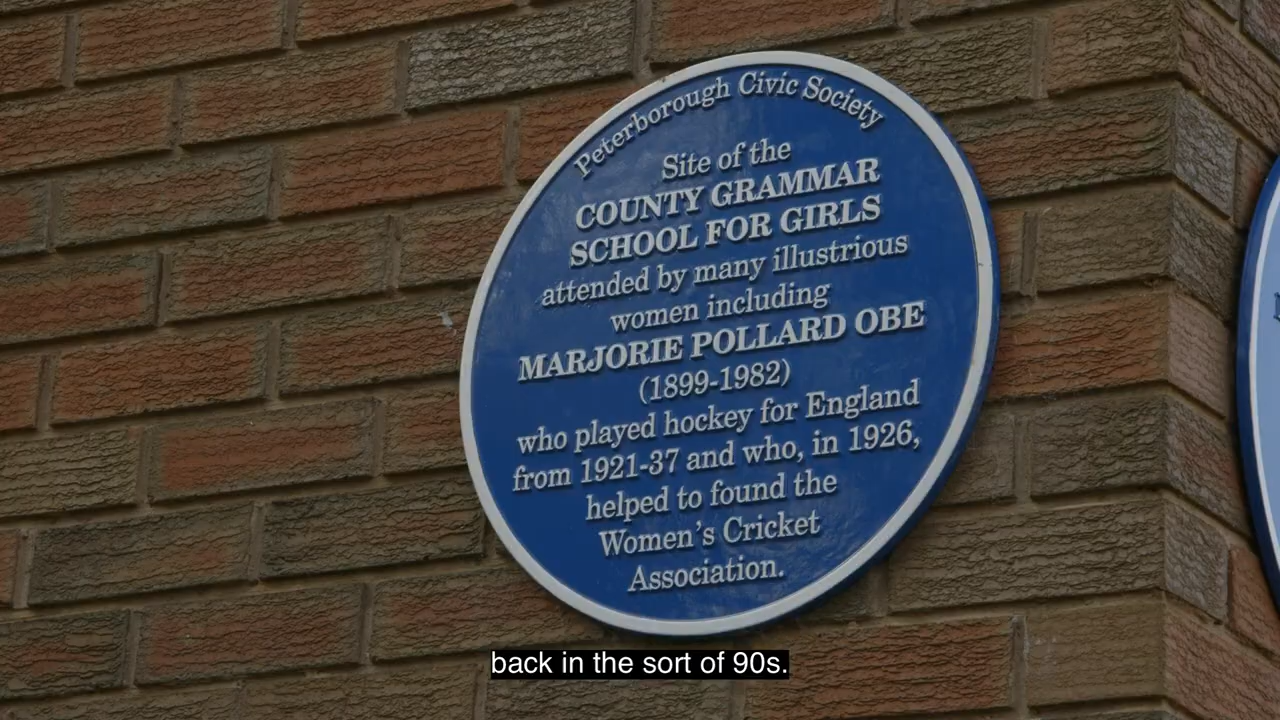 Peterborough Civic Society
Site of the
COUNTY GRAMMAR
SCHOOL FOR GIRLS
attended by many illustrious
women including
MARJORIE POLLARD OBE
(1899-1982)
who played hockey for England
from 1921-37 and who, in 1926,
helped to found the
Women's Cricket
Association.
back in the sort of 90s.